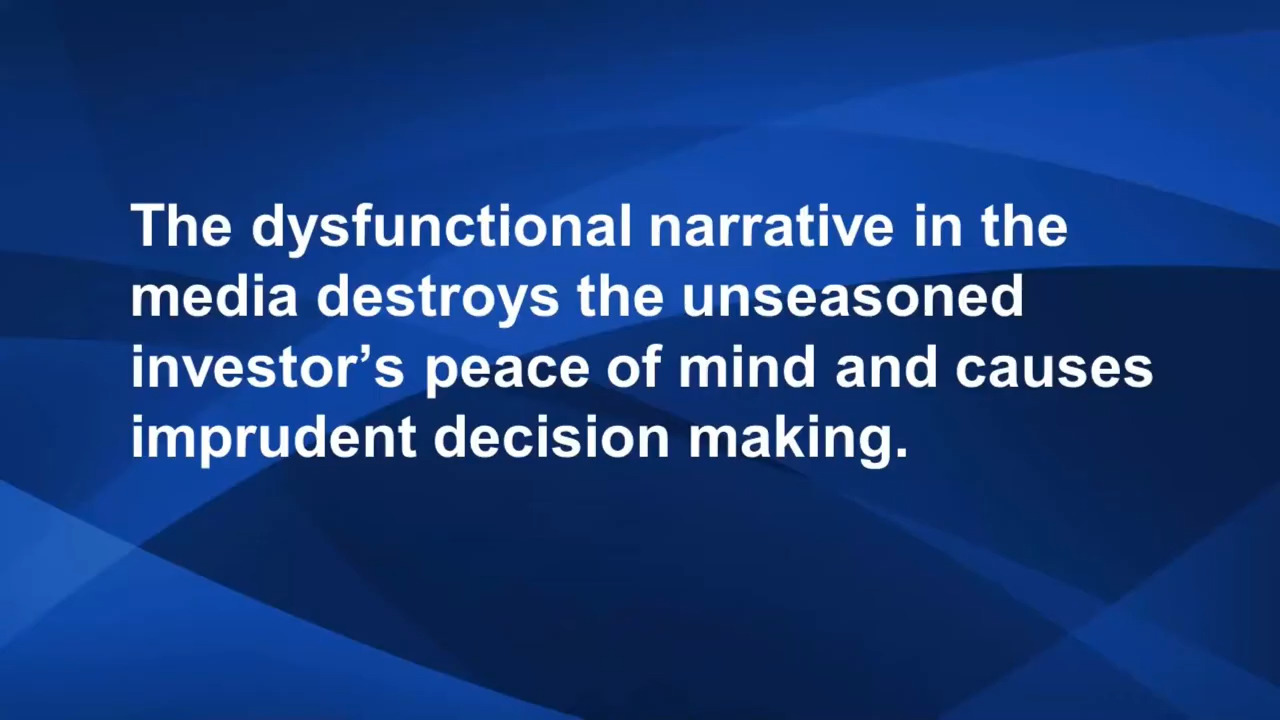 The dysfunctional narrative in the
media destroys the unseasoned
investor’s peace of mind and causes
imprudent decision making.